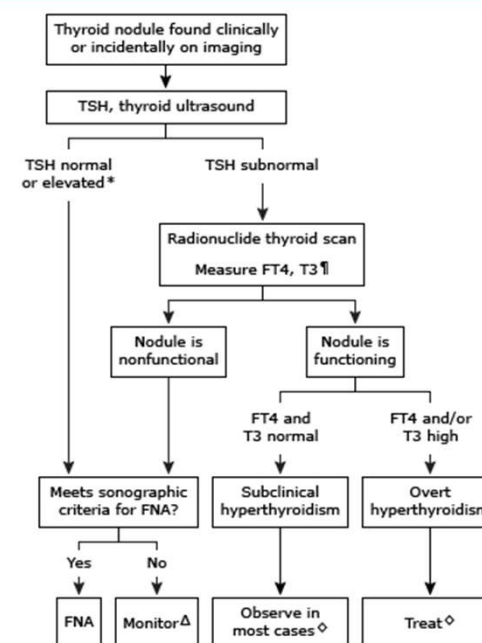 Thyroid nodule found clinically
or incidentally on imaging
TSH, thyroid ultrasound
TSH normal
or elevated*
TSH subnormal
Radionuclide thyroid scan
Measure FT4, T3¶
Nodule is
nonfunctional
Nodule is
functioning
FT4 and
T3 normal
FT4 and/or
T3 high
Meets sonographic
criteria for FNA?
Subclinical
hyperthyroidism
Overt
hyperthyroidism
Yes
No
FNA
MonitorΔ
Observe in
most cases◇
Treat◇